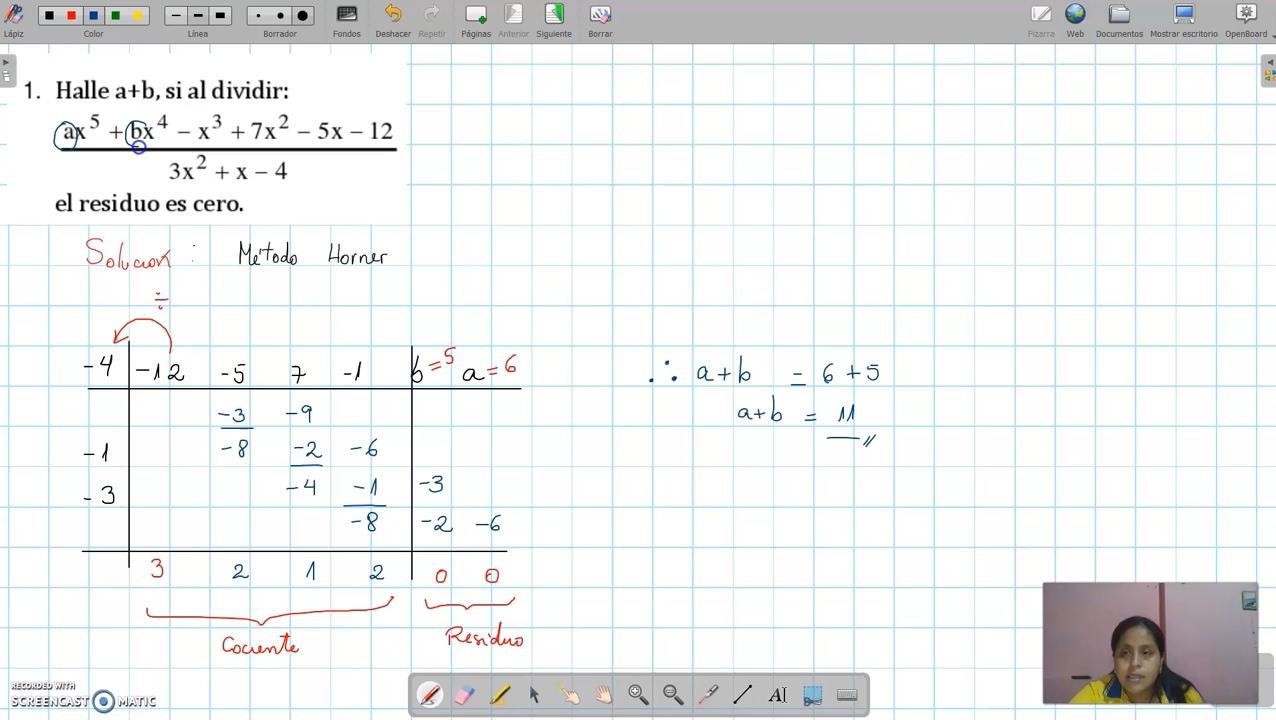 Lápiz Color Línea Borrador Fondos Deshacer Repetir Páginas Anterior Siguiente Borrar Pizarra Web Documentos Mostrar escritorio OpenBoard
1. Halle a+b, si al dividir:
ax⁵ + bx⁴ − x³ + 7x² − 5x − 12
3x² + x − 4
el residuo es cero.
Solucion : Método Horner
÷
-4 -12 -5 7 -1 b =5 a =6
-3 -9
-1 -8 -2 -6
-3 -4 -1 -3
-8 -2 -6
3 2 1 2 0 0
Cociente Residuo
∴ a+b = 6+5
a+b = 11
RECORDED WITH
SCREENCAST MATIC
AI